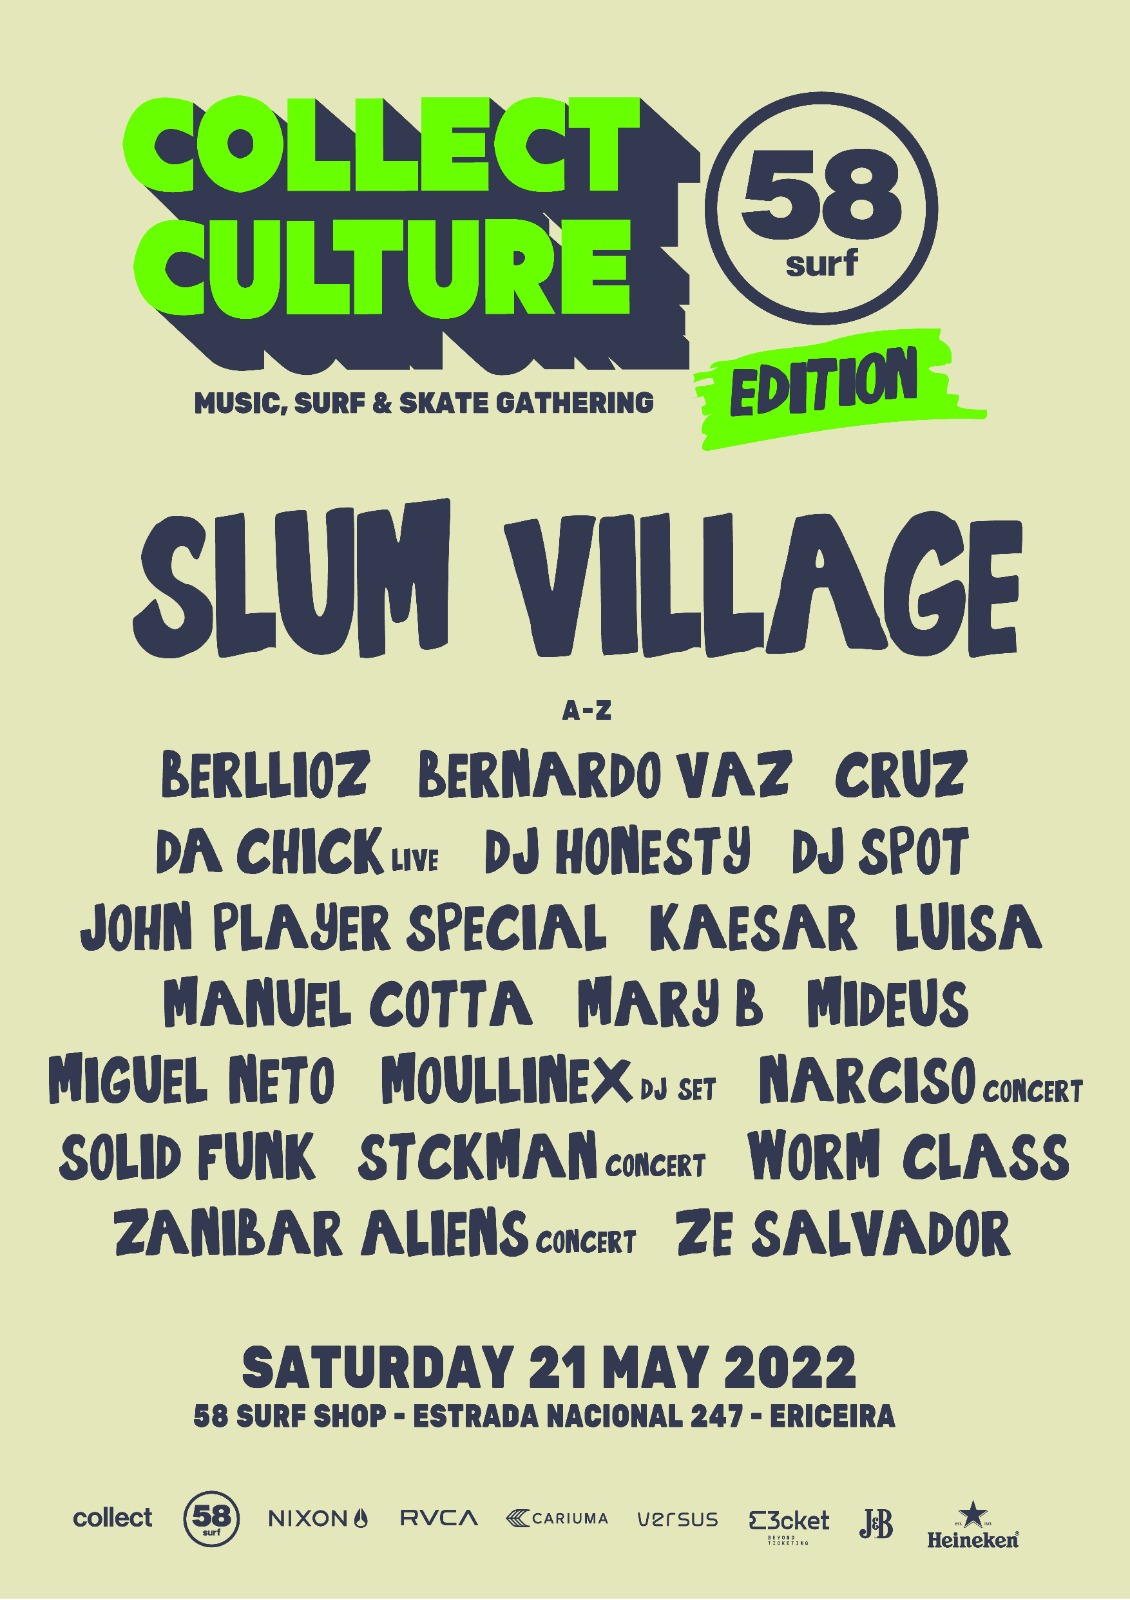 COLLECT
CULTURE
58
surf
EDITION
MUSIC, SURF & SKATE GATHERING
SLUM VILLAGE
A-Z
BERLLIOZ BERNARDO VAZ CRUZ
DA CHICK LIVE DJ HONESTY DJ SPOT
JOHN PLAYER SPECIAL KAESAR LUISA
MANUEL COTTA MARY B MIDEUS
MIGUEL NETO MOULLINEX DJ SET NARCISO CONCERT
SOLID FUNK STCKMAN CONCERT WORM CLASS
ZANIBAR ALIENS CONCERT ZE SALVADOR
SATURDAY 21 MAY 2022
58 SURF SHOP - ESTRADA NACIONAL 247 - ERICEIRA
collect 58 surf NIXON RVCA CARIUMA versus 3cket J&B Heineken
BEYOND
TICKETING